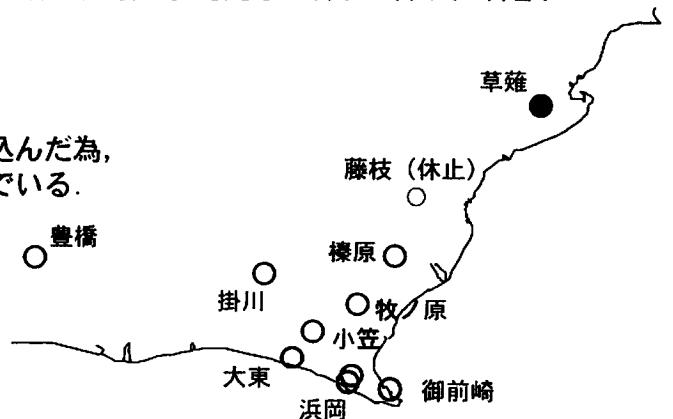 草薙
込んだ為,
でいる.
藤枝（休止）
豊橋
榛原
掛川
牧ノ原
小笠
大東
御前崎
浜岡